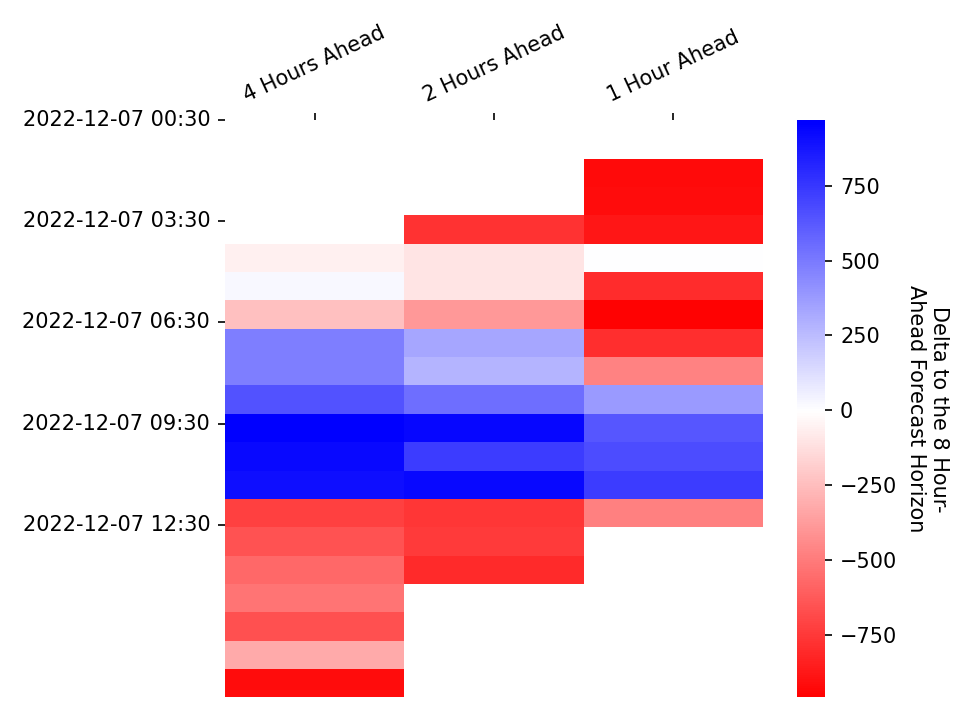 4 Hours Ahead
2 Hours Ahead
1 Hour Ahead
2022-12-07 00:30
2022-12-07 03:30
2022-12-07 06:30
2022-12-07 09:30
2022-12-07 12:30
750
500
250
0
−250
−500
−750
Delta to the 8 Hour-
Ahead Forecast Horizon